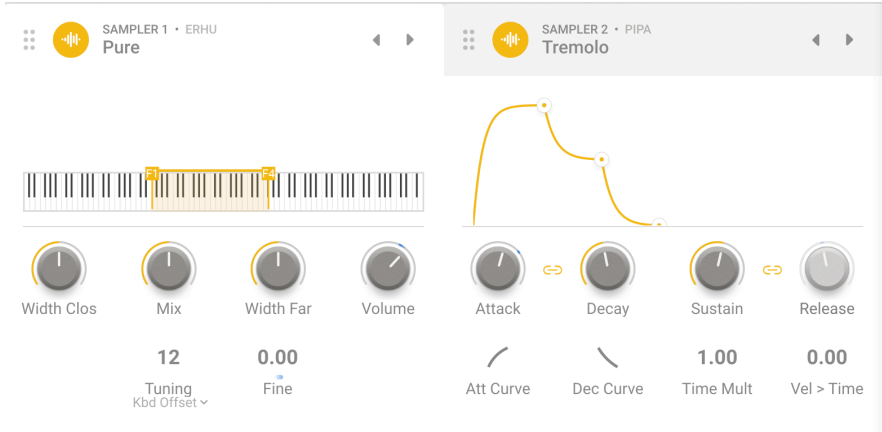 SAMPLER 1 • ERHU
Pure
SAMPLER 2 • PIPA
Tremolo
F1
F4
Width Clos
Mix
Width Far
Volume
Attack
Decay
Sustain
Release
12
0.00
Att Curve
Dec Curve
1.00
0.00
Tuning
Kbd Offset
Fine
Time Mult
Vel > Time